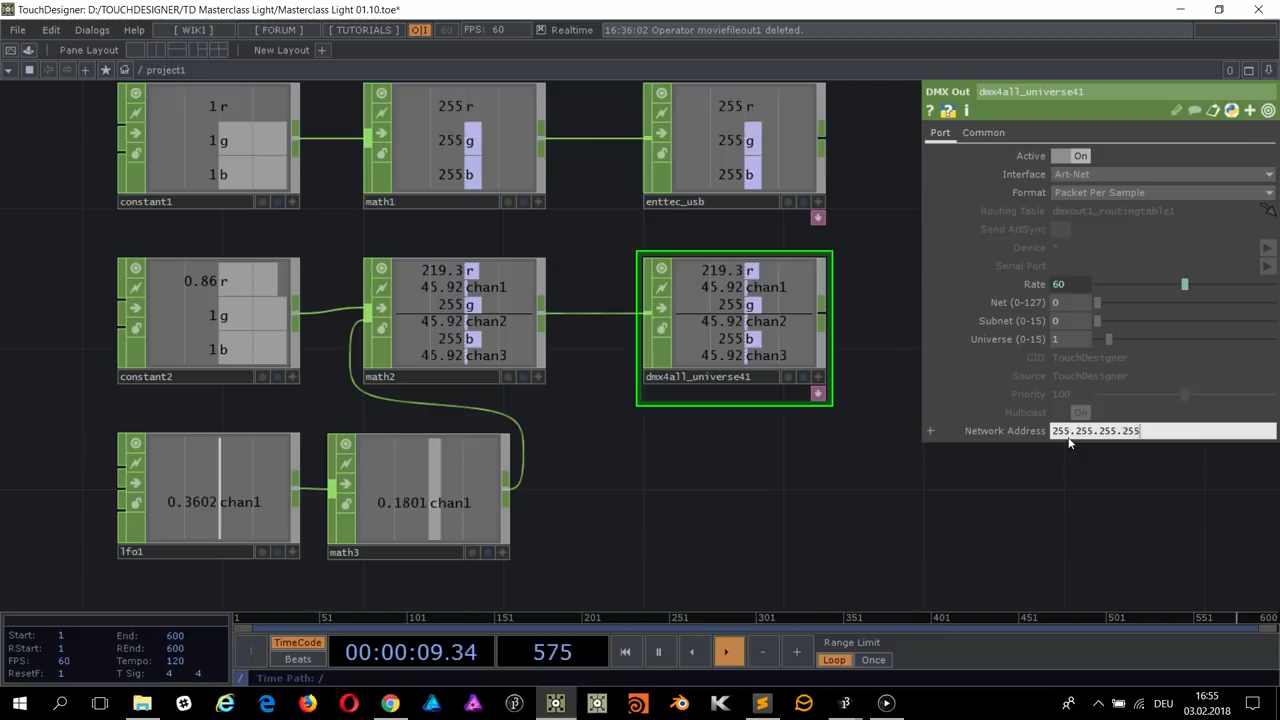 TouchDesigner: D:/TOUCHDESIGNER/TD Masterclass Light/Masterclass Light 01.10.toe*
File Edit Dialogs Help [ WIKI ] [ FORUM ] [ TUTORIALS ] O|I 60 FPS: 60 Realtime 16:36:02 Operator moviefileout1 deleted.
Pane Layout New Layout +
/ project1 0
1 r
1 g
1 b
constant1
255 r
255 g
255 b
math1
255 r
255 g
255 b
enttec_usb
0.86 r
1 g
1 b
constant2
219.3 r
45.92 chan1
255 g
45.92 chan2
255 b
45.92 chan3
math2
219.3 r
45.92 chan1
255 g
45.92 chan2
255 b
45.92 chan3
dmx4all_universe41
0.3602 chan1
lfo1
0.1801 chan1
math3
DMX Out dmx4all_universe41
? ? i
Port Common
Active On
Interface Art-Net
Format Packet Per Sample
Routing Table dmxout1_routingtable1
Send ArtSync
Device *
Serial Port
Rate 60
Net (0-127) 0
Subnet (0-15) 0
Universe (0-15) 1
CID TouchDesigner
Source TouchDesigner
Priority 100
Multicast On
+ Network Address 255.255.255.255
1 51 101 151 201 251 301 351 401 451 501 551 600
Start: 1 End: 600
RStart: 1 REnd: 600
FPS: 60 Tempo: 120
ResetF: 1 T Sig: 4 4
TimeCode
Beats
00:00:09.34 575
- +
Range Limit
Loop Once
/ Time Path: /
DEU 16:55
03.02.2018